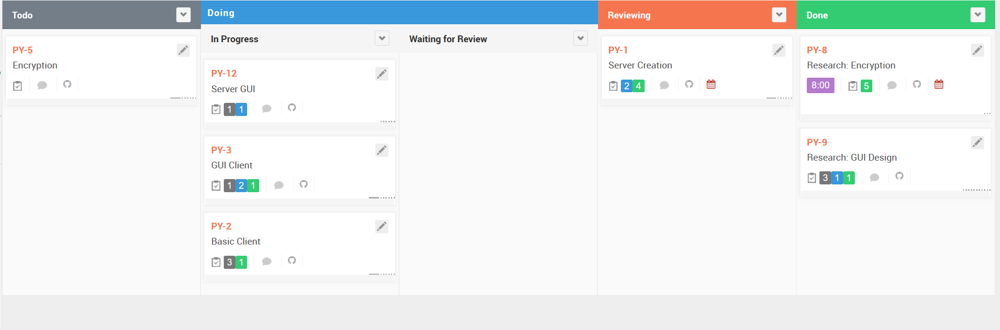 Todo
PY-5
Encryption
Doing
In Progress
PY-12
Server GUI
1 1
PY-3
GUI Client
1 2 1
PY-2
Basic Client
3 1
Waiting for Review
Reviewing
PY-1
Server Creation
2 4
Done
PY-8
Research: Encryption
8:00 5
PY-9
Research: GUI Design
3 1 1